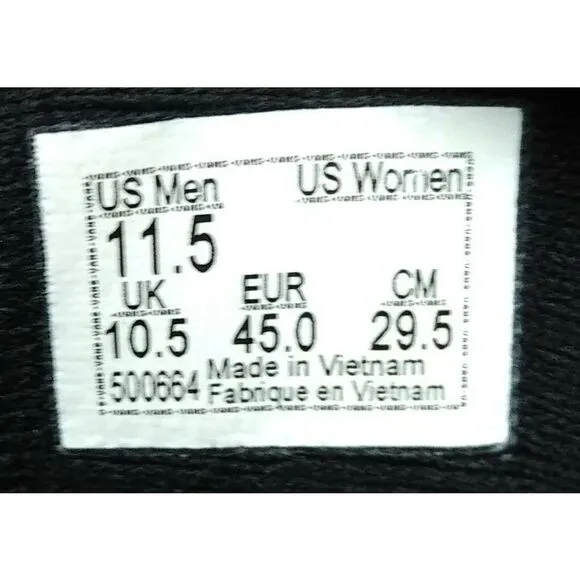 US Men US Women
11.5
UK EUR CM
10.5 45.0 29.5
500664 Made in Vietnam
Fabrique en Vietnam